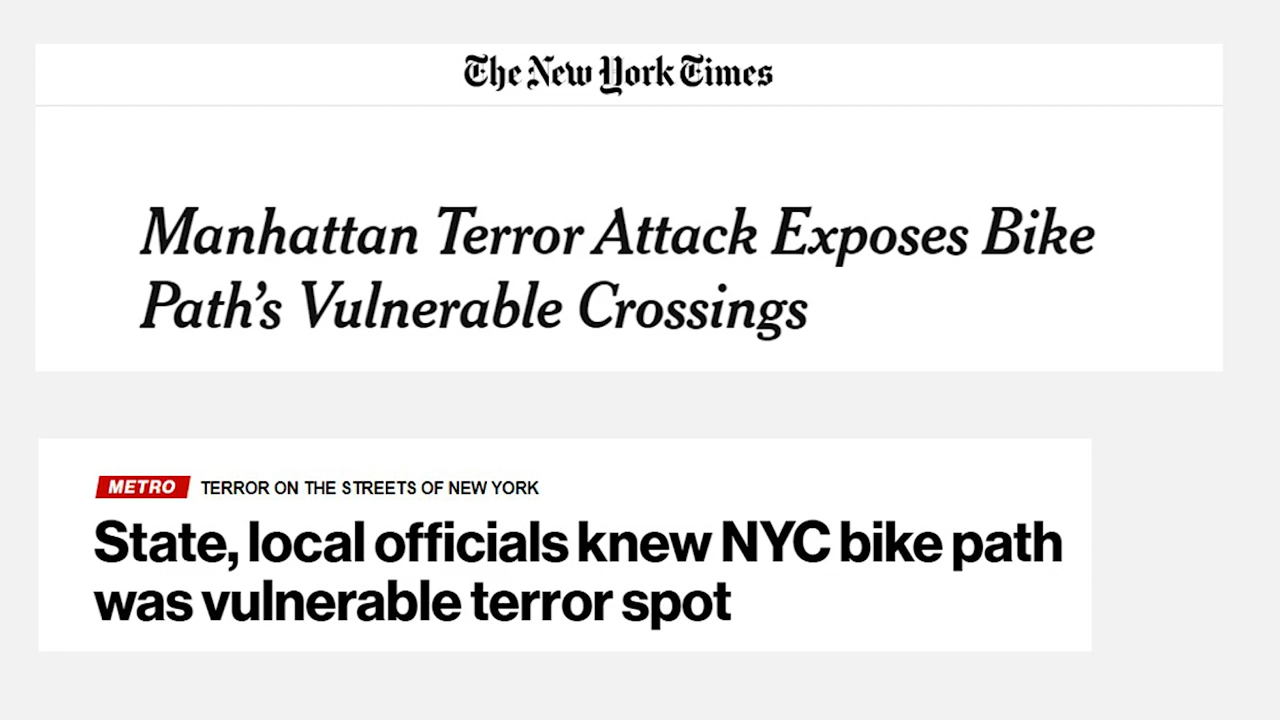 The New York Times
Manhattan Terror Attack Exposes Bike
Path’s Vulnerable Crossings
METRO TERROR ON THE STREETS OF NEW YORK
State, local officials knew NYC bike path
was vulnerable terror spot